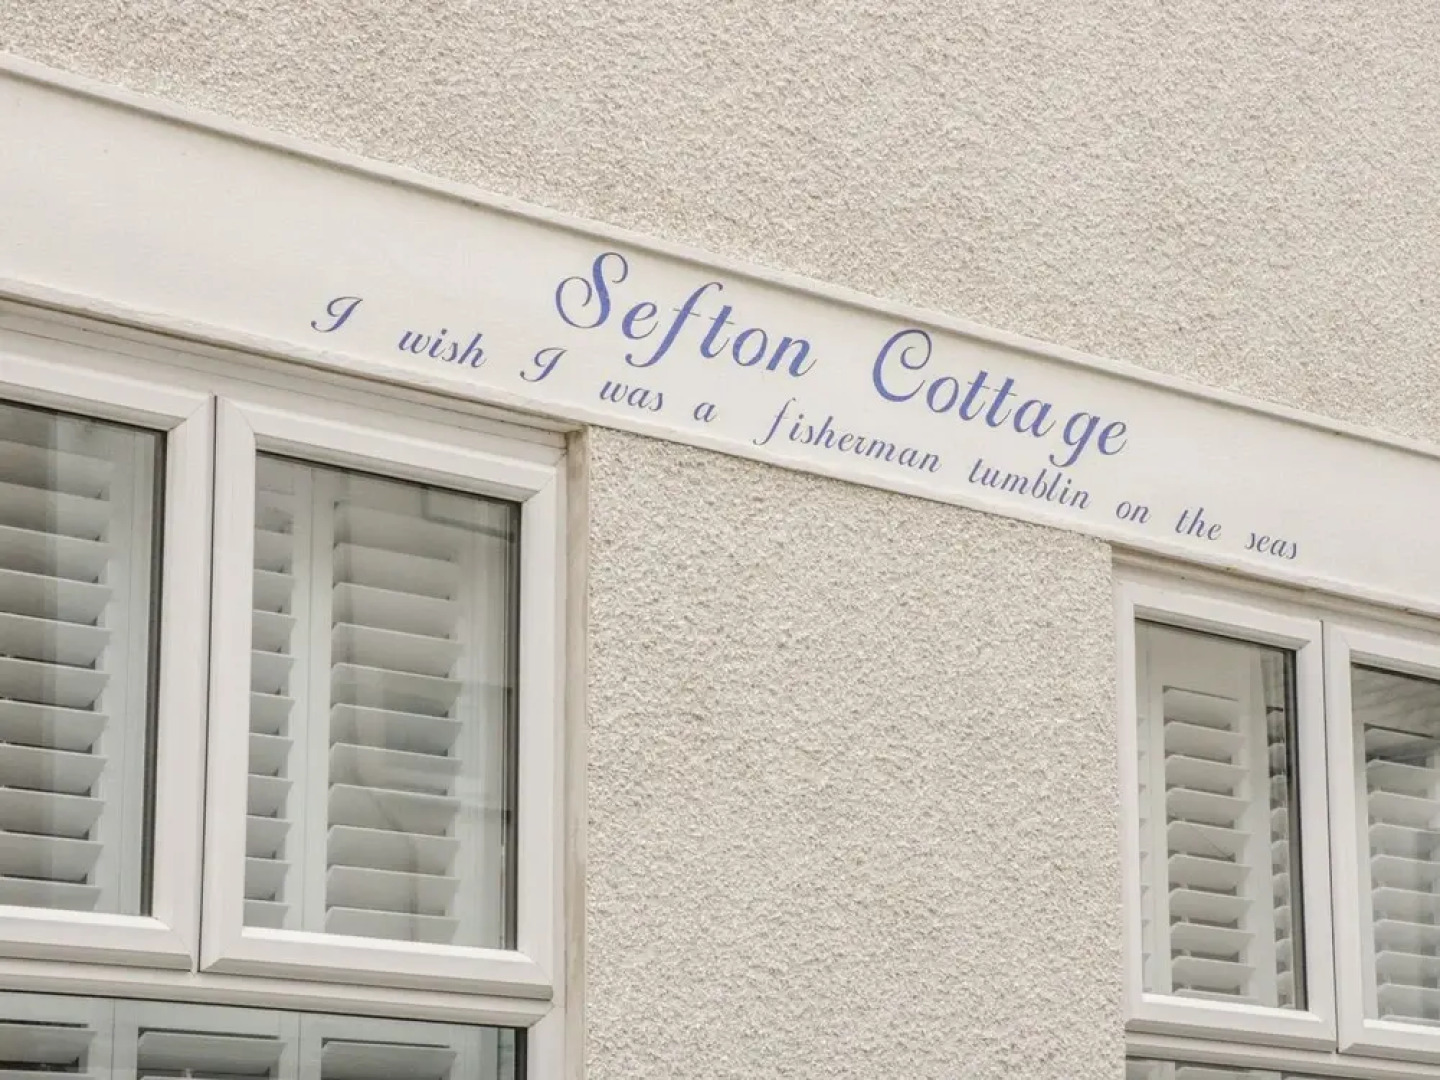 Sefton Cottage
I wish I was a fisherman tumblin on the seas